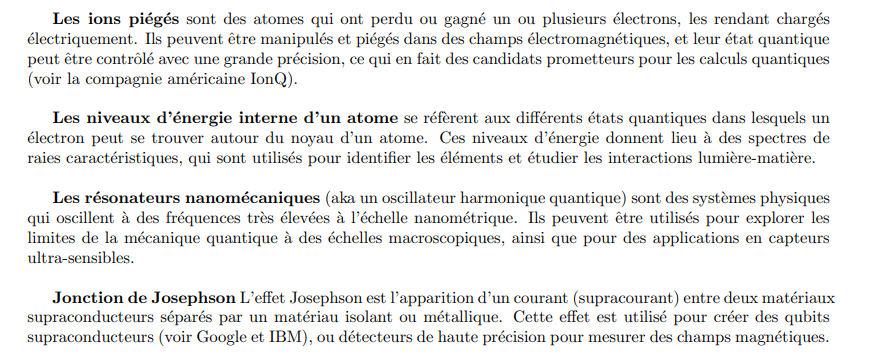 Les ions piégés sont des atomes qui ont perdu ou gagné un ou plusieurs électrons, les rendant chargés
électriquement. Ils peuvent être manipulés et piégés dans des champs électromagnétiques, et leur état quantique
peut être contrôlé avec une grande précision, ce qui en fait des candidats prometteurs pour les calculs quantiques
(voir la compagnie américaine IonQ).
Les niveaux d'énergie interne d'un atome se réfèrent aux différents états quantiques dans lesquels un
électron peut se trouver autour du noyau d'un atome. Ces niveaux d'énergie donnent lieu à des spectres de
raies caractéristiques, qui sont utilisés pour identifier les éléments et étudier les interactions lumière-matière.
Les résonateurs nanomécaniques (aka un oscillateur harmonique quantique) sont des systèmes physiques
qui oscillent à des fréquences très élevées à l'échelle nanométrique. Ils peuvent être utilisés pour explorer les
limites de la mécanique quantique à des échelles macroscopiques, ainsi que pour des applications en capteurs
ultra-sensibles.
Jonction de Josephson L'effet Josephson est l'apparition d'un courant (supracourant) entre deux matériaux
supraconducteurs séparés par un matériau isolant ou métallique. Cette effet est utilisé pour créer des qubits
supraconducteurs (voir Google et IBM), ou détecteurs de haute précision pour mesurer des champs magnétiques.